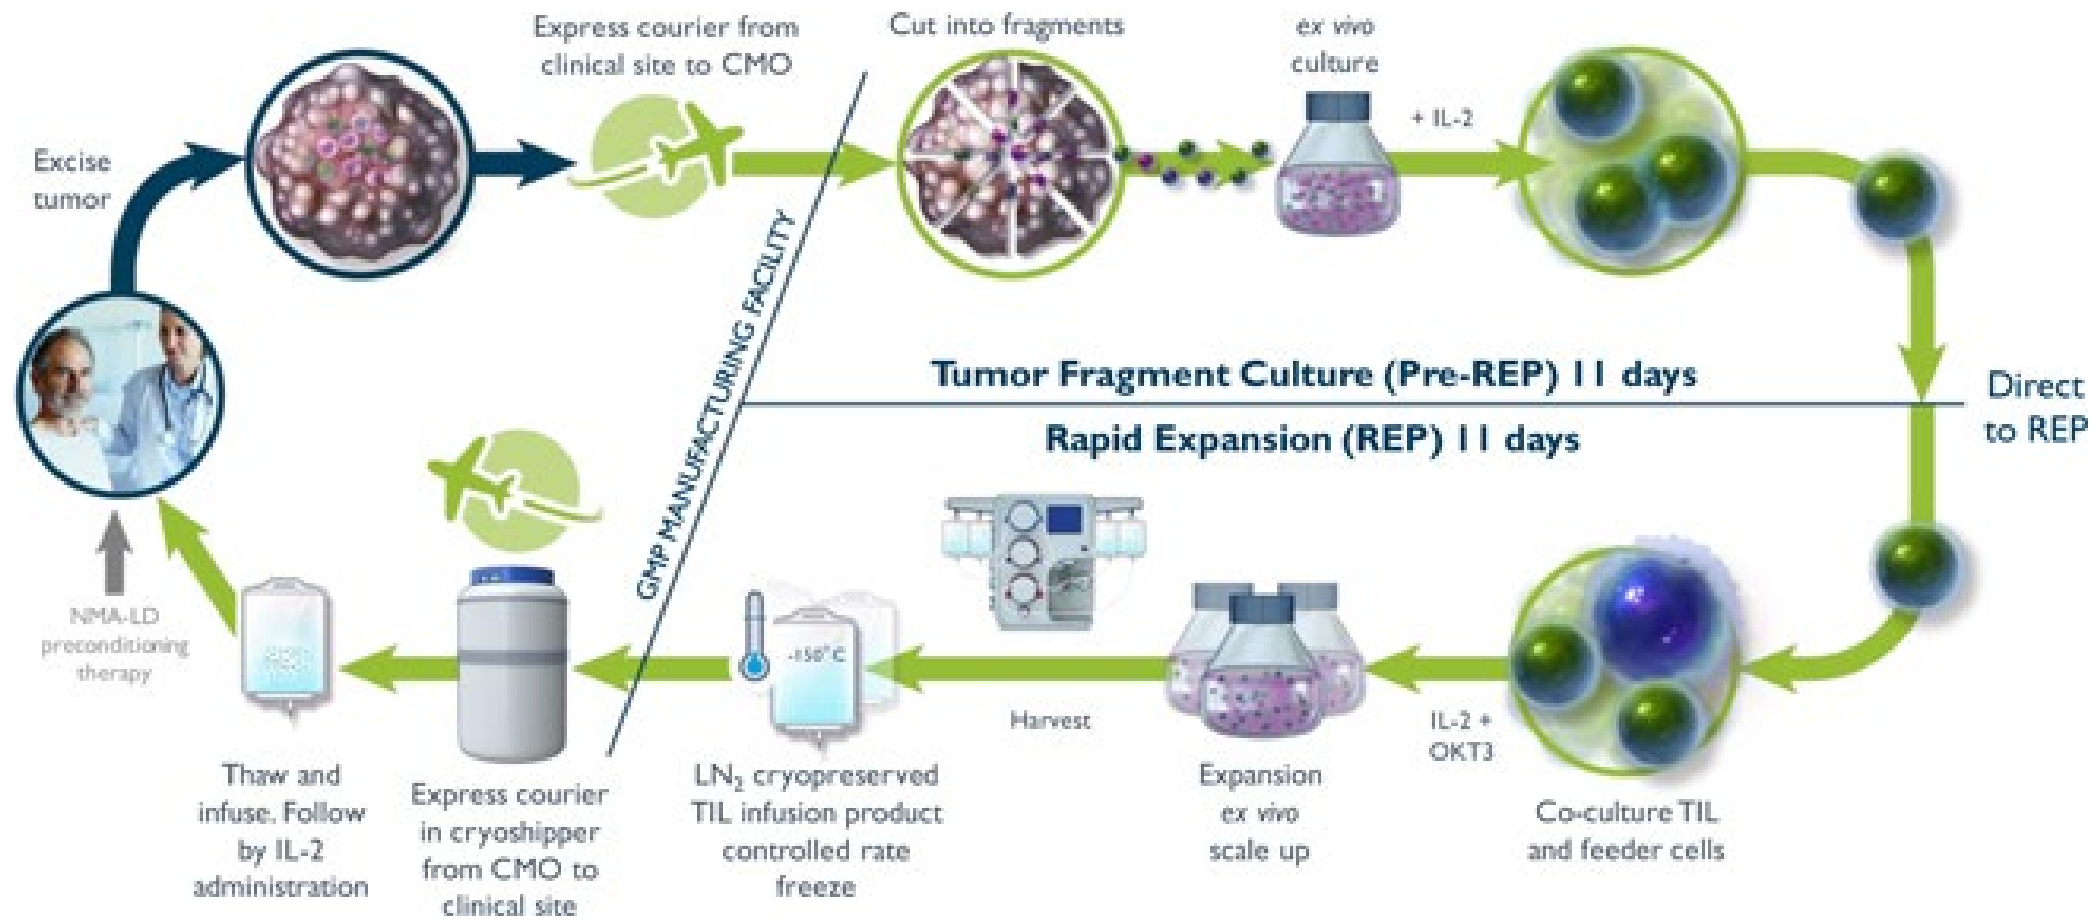 Express courier from
clinical site to CMO
Cut into fragments
ex vivo
culture
+ IL-2
Excise
tumor
GMP MANUFACTURING FACILITY
Tumor Fragment Culture (Pre-REP) 11 days
Direct
to REP
Rapid Expansion (REP) 11 days
NMA-LD
preconditioning
therapy
-150° C
Harvest
IL-2 +
OKT3
Thaw and
infuse. Follow
by IL-2
administration
Express courier
in cryoshipper
from CMO to
clinical site
LN₂ cryopreserved
TIL infusion product
controlled rate
freeze
Expansion
ex vivo
scale up
Co-culture TIL
and feeder cells